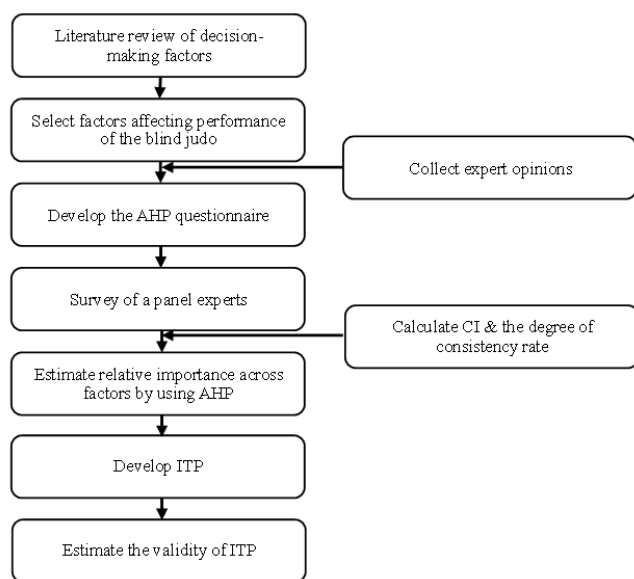 Literature review of decision-
making factors
Select factors affecting performance
of the blind judo
Collect expert opinions
Develop the AHP questionnaire
Survey of a panel experts
Calculate CI & the degree of
consistency rate
Estimate relative importance across
factors by using AHP
Develop ITP
Estimate the validity of ITP